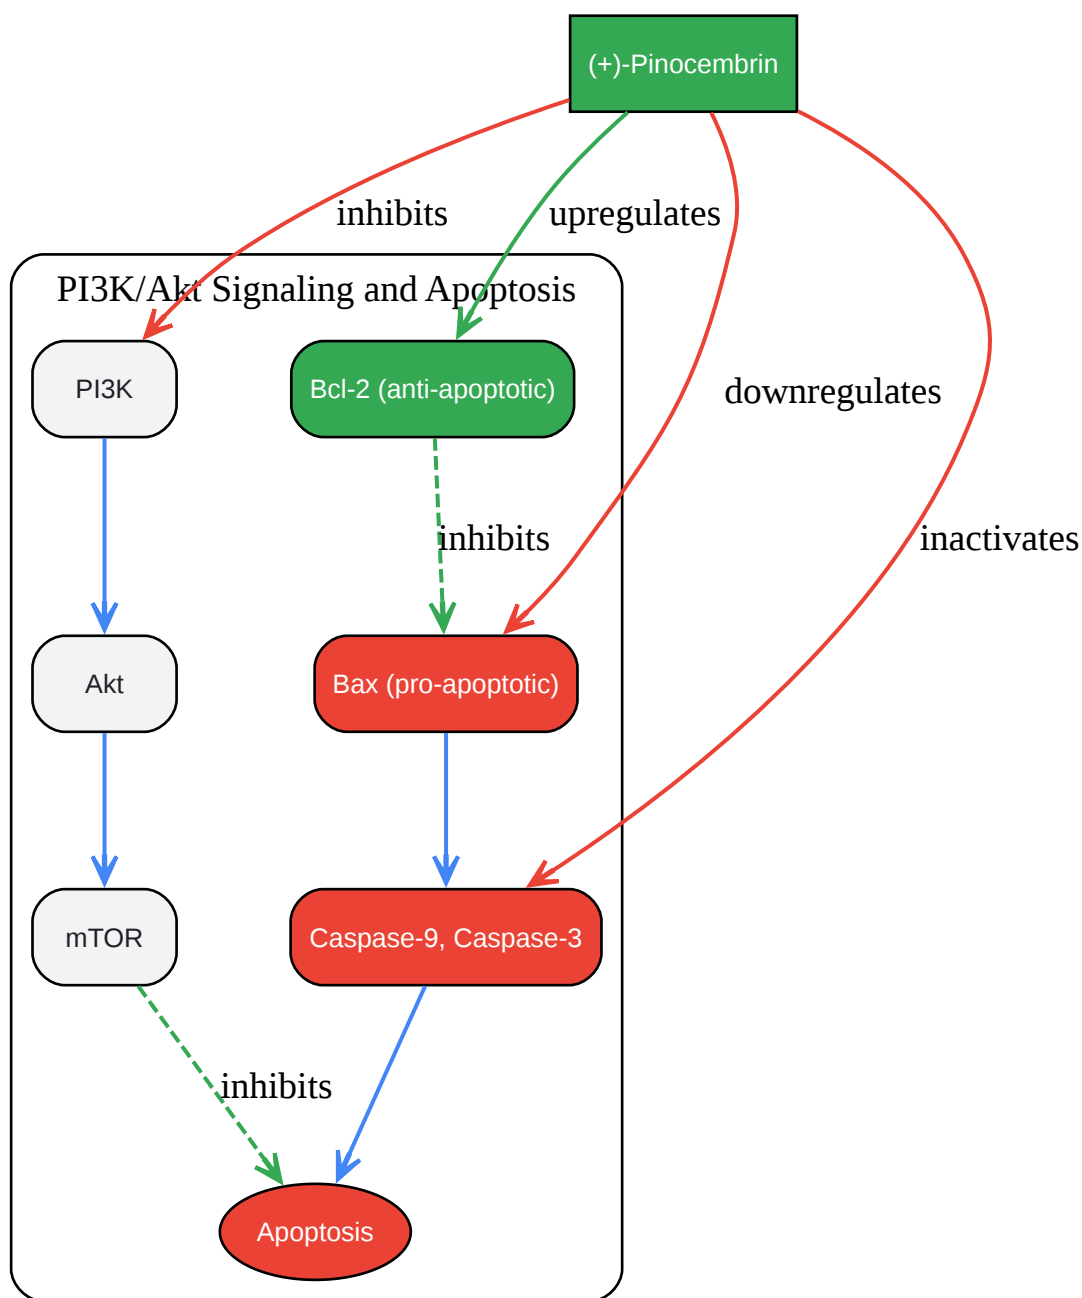 (+)-Pinocembrin
inhibits
upregulates
PI3K/Akt Signaling and Apoptosis
PI3K
Bcl-2 (anti-apoptotic)
downregulates
inhibits
inactivates
Akt
Bax (pro-apoptotic)
mTOR
Caspase-9, Caspase-3
inhibits
Apoptosis